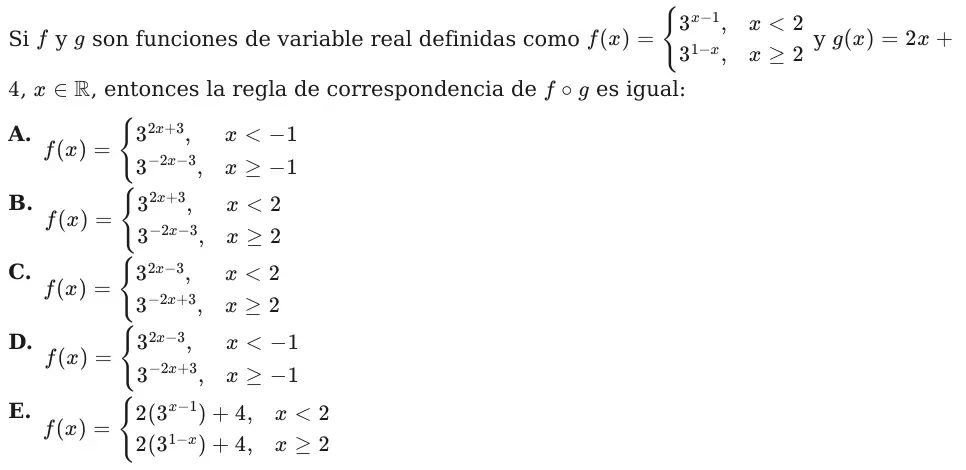 Si f y g son funciones de variable real definidas como f(x) = { 3^{x−1}, x < 2 ; 3^{1−x}, x ≥ 2 y g(x) = 2x +
4, x ∈ ℝ, entonces la regla de correspondencia de f ∘ g es igual:
A. f(x) = { 3^{2x+3}, x < −1 ; 3^{−2x−3}, x ≥ −1
B. f(x) = { 3^{2x+3}, x < 2 ; 3^{−2x−3}, x ≥ 2
C. f(x) = { 3^{2x−3}, x < 2 ; 3^{−2x+3}, x ≥ 2
D. f(x) = { 3^{2x−3}, x < −1 ; 3^{−2x+3}, x ≥ −1
E. f(x) = { 2(3^{x−1}) + 4, x < 2 ; 2(3^{1−x}) + 4, x ≥ 2